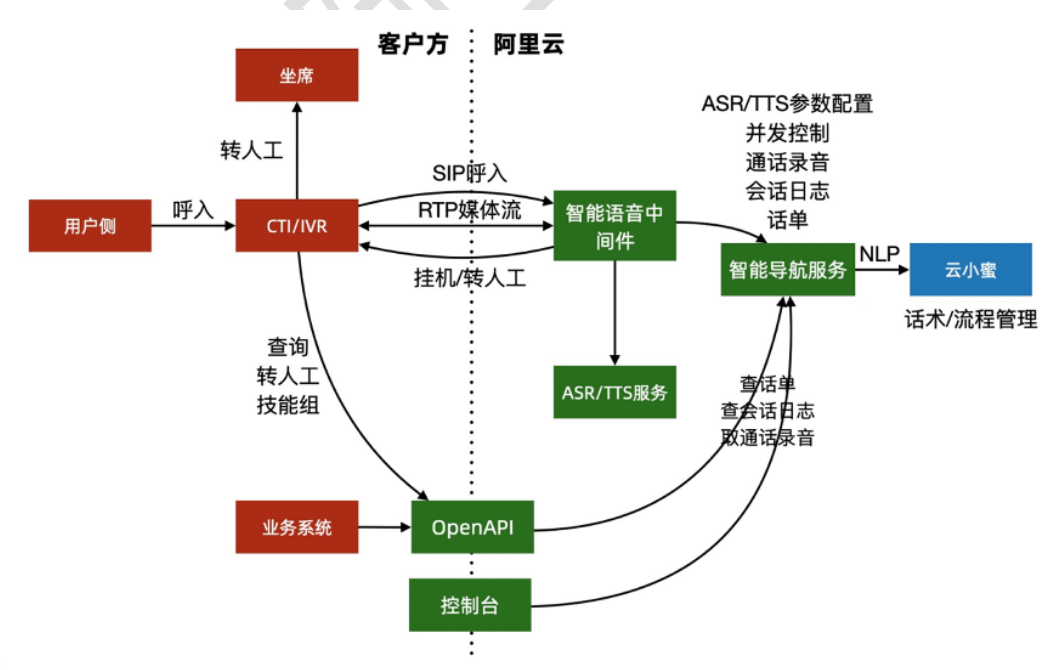 客户方
阿里云
坐席
ASR/TTS参数配置
并发控制
通话录音
会话日志
话单
转人工
SIP呼入
用户侧
呼入
CTI/IVR
RTP媒体流
智能语音中
间件
挂机/转人工
智能导航服务
NLP
云小蜜
话术/流程管理
查询
转人工
技能组
ASR/TTS服务
查话单
查会话日志
取通话录音
业务系统
OpenAPI
控制台